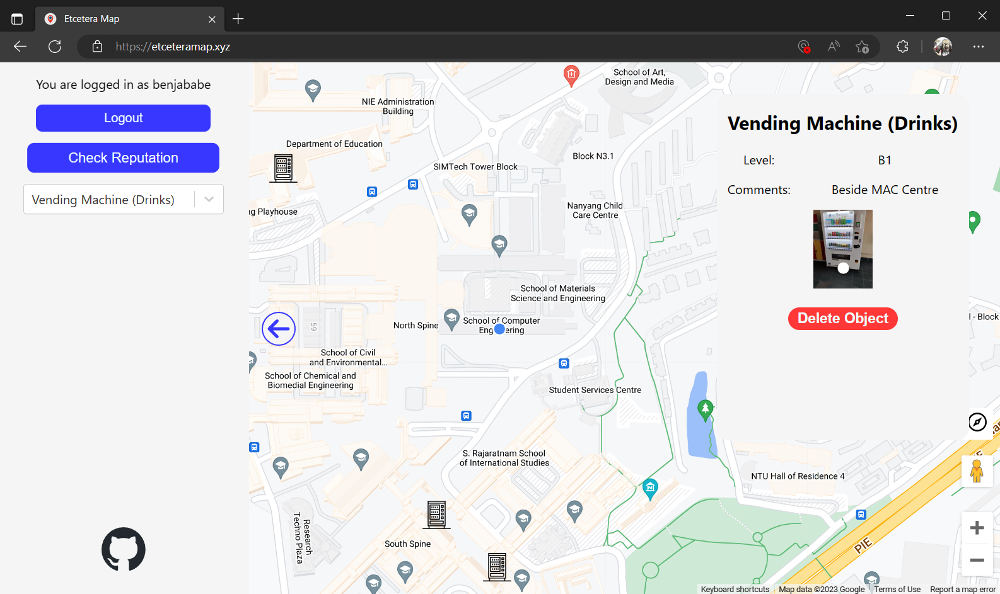 Etcetera Map
https://etceteramap.xyz
You are logged in as benjababe
Logout
Check Reputation
Vending Machine (Drinks)
School of Art,
Design and Media
NIE Administration
Building
Department of Education
SIMTech Tower Block
Block N3.1
ng Playhouse
Nanyang Child
Care Centre
School of Materials
Science and Engineering
North Spine
School of Computer
Engineering
59
School of Civil
and Environmental...
School of Chemical and
Biomedial Engineering
Student Services Centre
S. Rajaratnam School
of International Studies
Research
Techno Plaza
South Spine
NTU Hall of Residence 4
PIE
Vending Machine (Drinks)
Level:
B1
Comments:
Beside MAC Centre
Delete Object
l - Block
Keyboard shortcuts
Map data ©2023 Google
Terms of Use
Report a map error